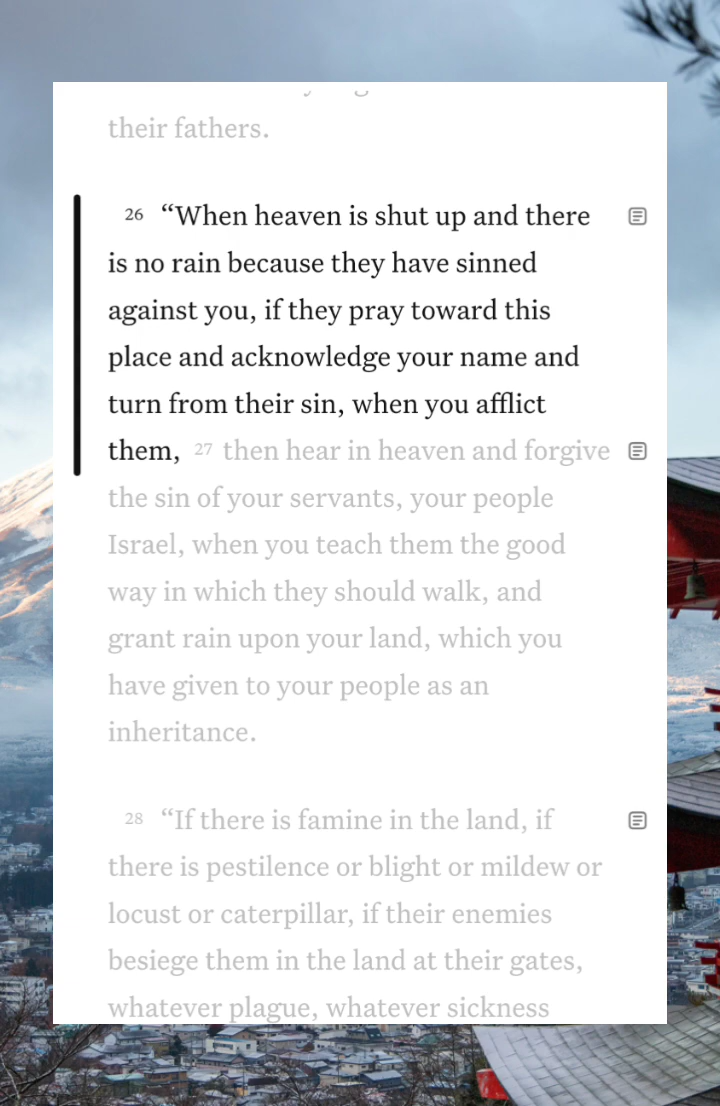 their fathers.
26 “When heaven is shut up and there
is no rain because they have sinned
against you, if they pray toward this
place and acknowledge your name and
turn from their sin, when you afflict
them, 27 then hear in heaven and forgive
the sin of your servants, your people
Israel, when you teach them the good
way in which they should walk, and
grant rain upon your land, which you
have given to your people as an
inheritance.
28 “If there is famine in the land, if
there is pestilence or blight or mildew or
locust or caterpillar, if their enemies
besiege them in the land at their gates,
whatever plague, whatever sickness